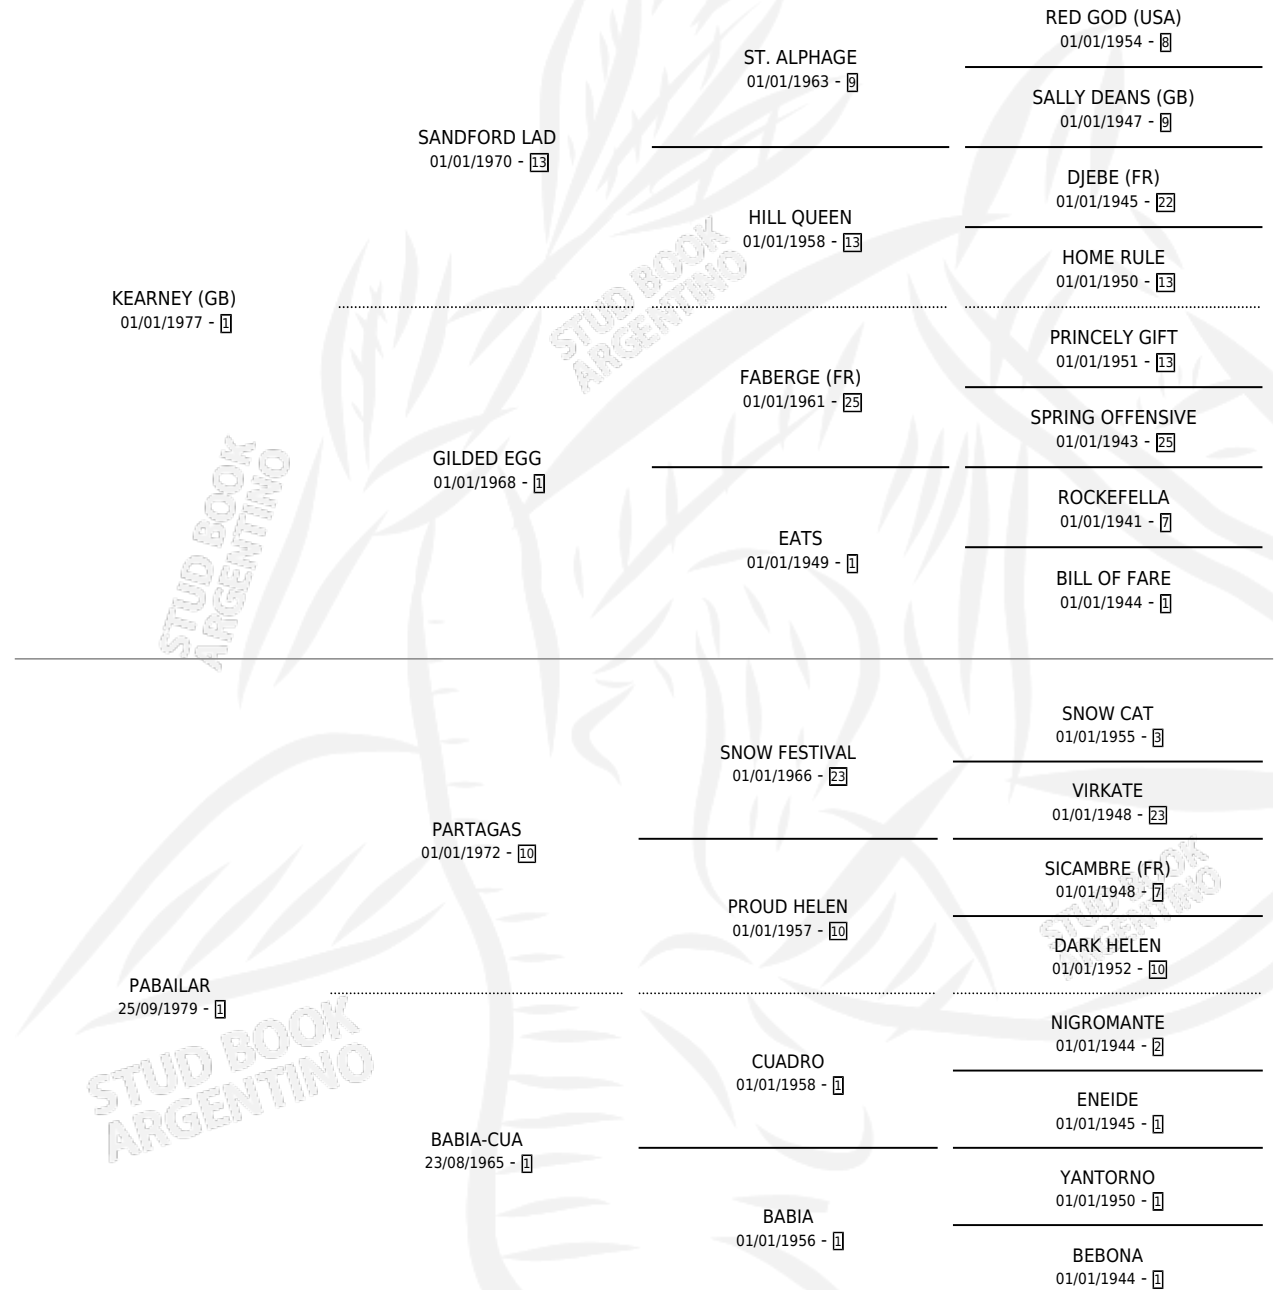 RED GOD (USA)
01/01/1954 - 8
ST. ALPHAGE
01/01/1963 - 9
SALLY DEANS (GB)
01/01/1947 - 9
SANDFORD LAD
01/01/1970 - 13
DJEBE (FR)
01/01/1945 - 22
HILL QUEEN
01/01/1958 - 13
HOME RULE
01/01/1950 - 13
KEARNEY (GB)
01/01/1977 - 1
PRINCELY GIFT
01/01/1951 - 13
FABERGE (FR)
01/01/1961 - 25
SPRING OFFENSIVE
01/01/1943 - 25
GILDED EGG
01/01/1968 - 1
ROCKEFELLA
01/01/1941 - 7
EATS
01/01/1949 - 1
BILL OF FARE
01/01/1944 - 1
SNOW CAT
01/01/1955 - 3
SNOW FESTIVAL
01/01/1966 - 23
VIRKATE
01/01/1948 - 23
PARTAGAS
01/01/1972 - 10
SICAMBRE (FR)
01/01/1948 - 7
PROUD HELEN
01/01/1957 - 10
DARK HELEN
01/01/1952 - 10
PABAILAR
25/09/1979 - 1
NIGROMANTE
01/01/1944 - 2
CUADRO
01/01/1958 - 1
ENEIDE
01/01/1945 - 1
BABIA-CUA
23/08/1965 - 1
YANTORNO
01/01/1950 - 1
BABIA
01/01/1956 - 1
BEBONA
01/01/1944 - 1
STUD BOOK
ARGENTINO
STUD BOOK
ARGENTINO
STUD BOOK
ARGENTINO
STUD BOOK
ARGENTINO